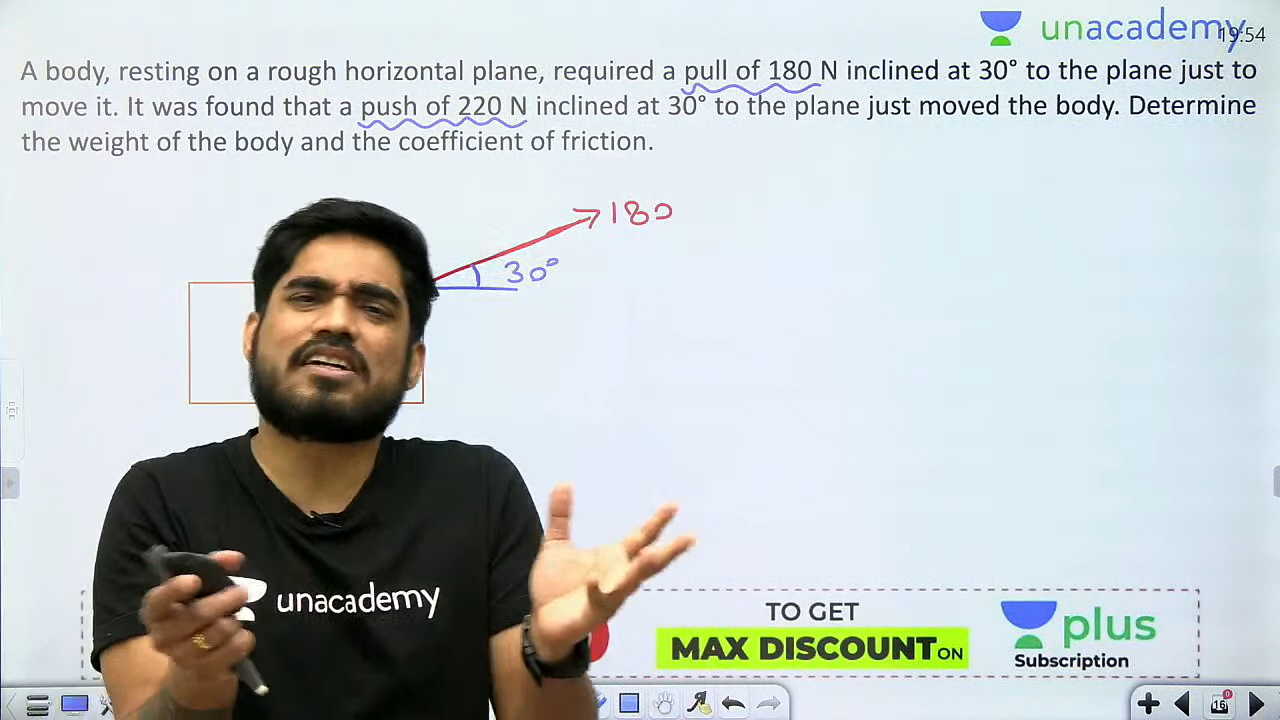 unacademy
19:54
A body, resting on a rough horizontal plane, required a pull of 180 N inclined at 30° to the plane just to
move it. It was found that a push of 220 N inclined at 30° to the plane just moved the body. Determine
the weight of the body and the coefficient of friction.
180
30°
unacademy
TO GET
MAX DISCOUNT ON
plus
Subscription
16
0